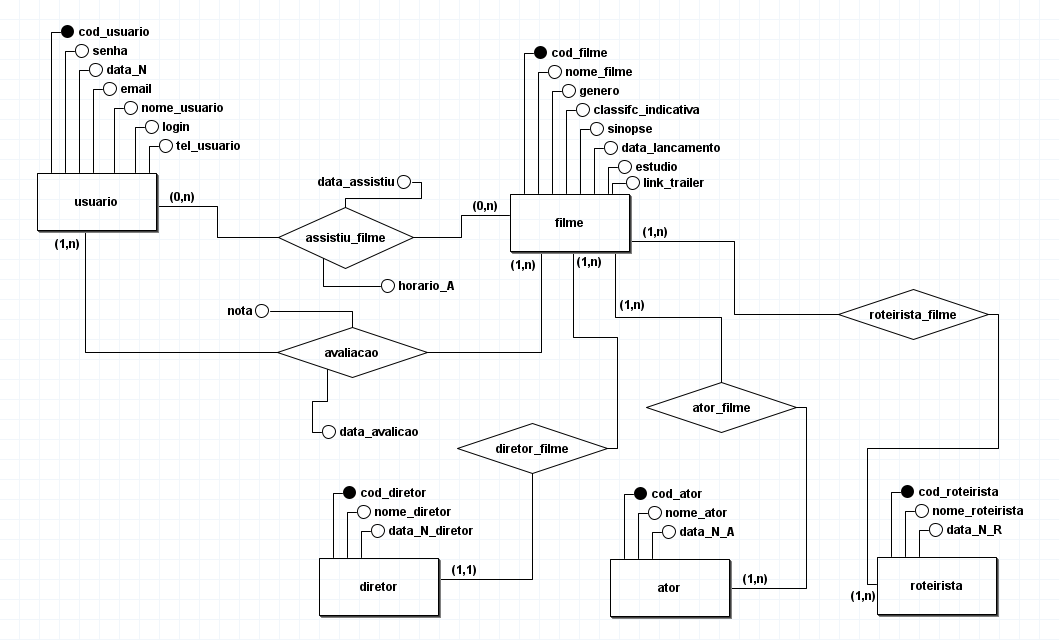 cod_usuario
senha
data_N
email
nome_usuario
login
tel_usuario
usuario
(0,n)
(1,n)
data_assistiu
assistiu_filme
horario_A
(0,n)
cod_filme
nome_filme
genero
classifc_indicativa
sinopse
data_lancamento
estudio
link_trailer
filme
(1,n)
(1,n)
(1,n)
(1,n)
nota
avaliacao
data_avalicao
roteirista_filme
ator_filme
diretor_filme
cod_diretor
nome_diretor
data_N_diretor
diretor
(1,1)
cod_ator
nome_ator
data_N_A
ator
(1,n)
cod_roteirista
nome_roteirista
data_N_R
roteirista
(1,n)